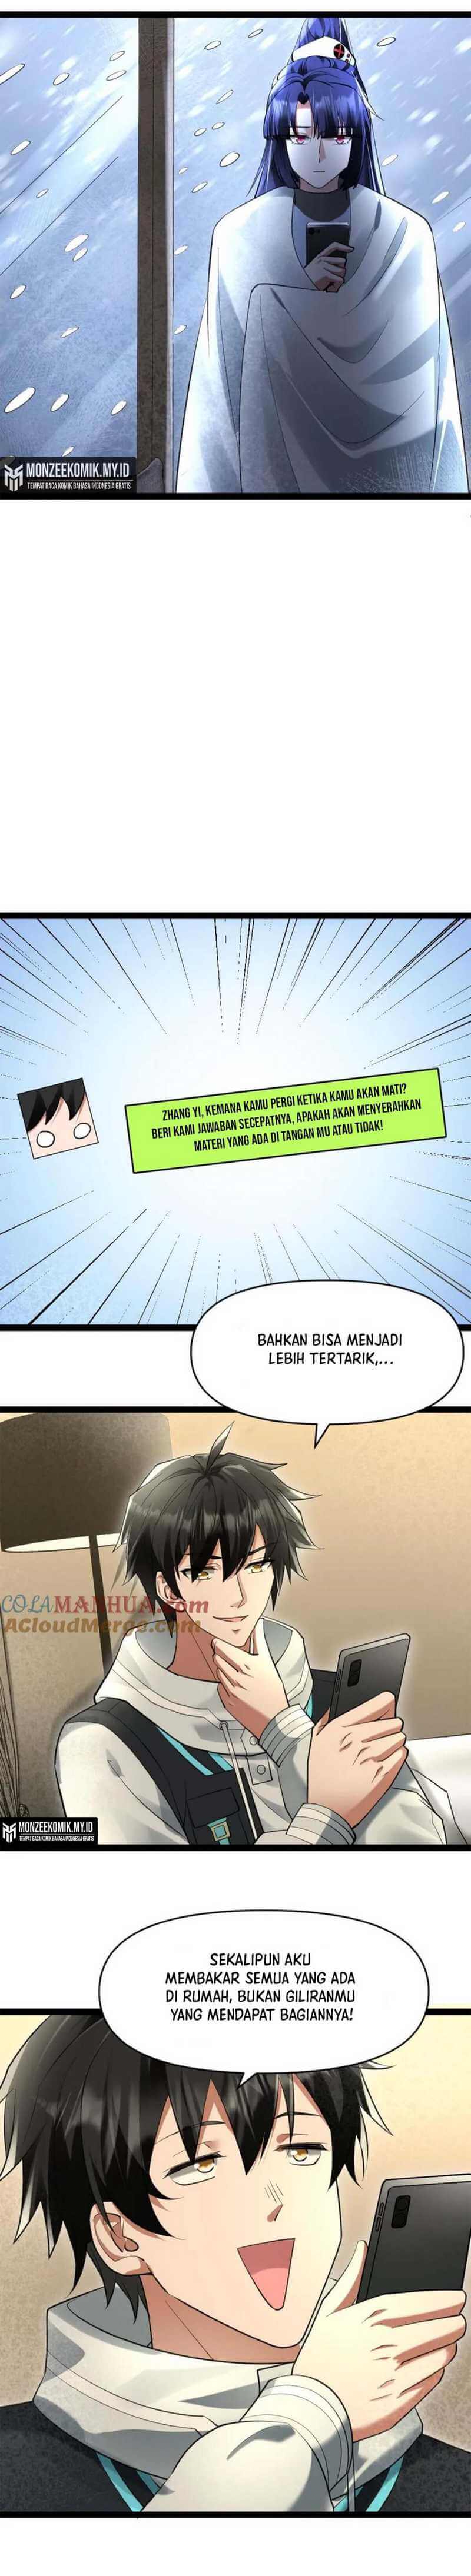 MONZEEKOMIK.MY.ID
TEMPAT BACA KOMIK BAHASA INDONESIA GRATIS
ZHANG YI, KEMANA KAMU PERGI KETIKA KAMU AKAN MATI?
BERI KAMI JAWABAN SECEPATNYA, APAKAH AKAN MENYERAHKAN
MATERI YANG ADA DI TANGAN MU ATAU TIDAK!
BAHKAN BISA MENJADI
LEBIH TERTARIK,...
COLAMANHUA.com
ACloudMerge.com
MONZEEKOMIK.MY.ID
TEMPAT BACA KOMIK BAHASA INDONESIA GRATIS
SEKALIPUN AKU
MEMBAKAR SEMUA YANG ADA
DI RUMAH, BUKAN GILIRANMU
YANG MENDAPAT BAGIANNYA!